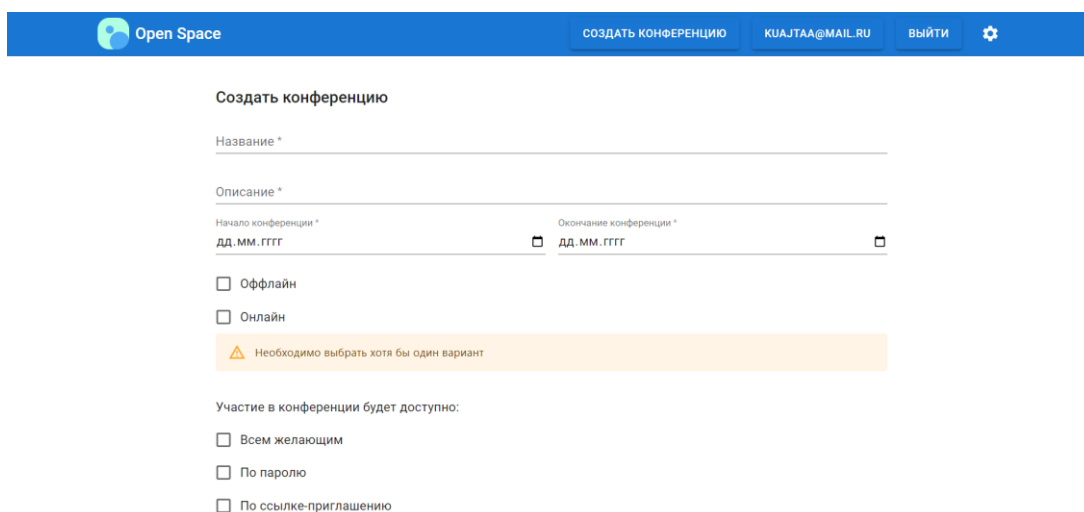 Open Space СОЗДАТЬ КОНФЕРЕНЦИЮ KUAJTAA@MAIL.RU ВЫЙТИ
Создать конференцию
Название *
Описание *
Начало конференции * Окончание конференции *
дд.мм.гггг дд.мм.гггг
Оффлайн
Онлайн
Необходимо выбрать хотя бы один вариант
Участие в конференции будет доступно:
Всем желающим
По паролю
По ссылке-приглашению